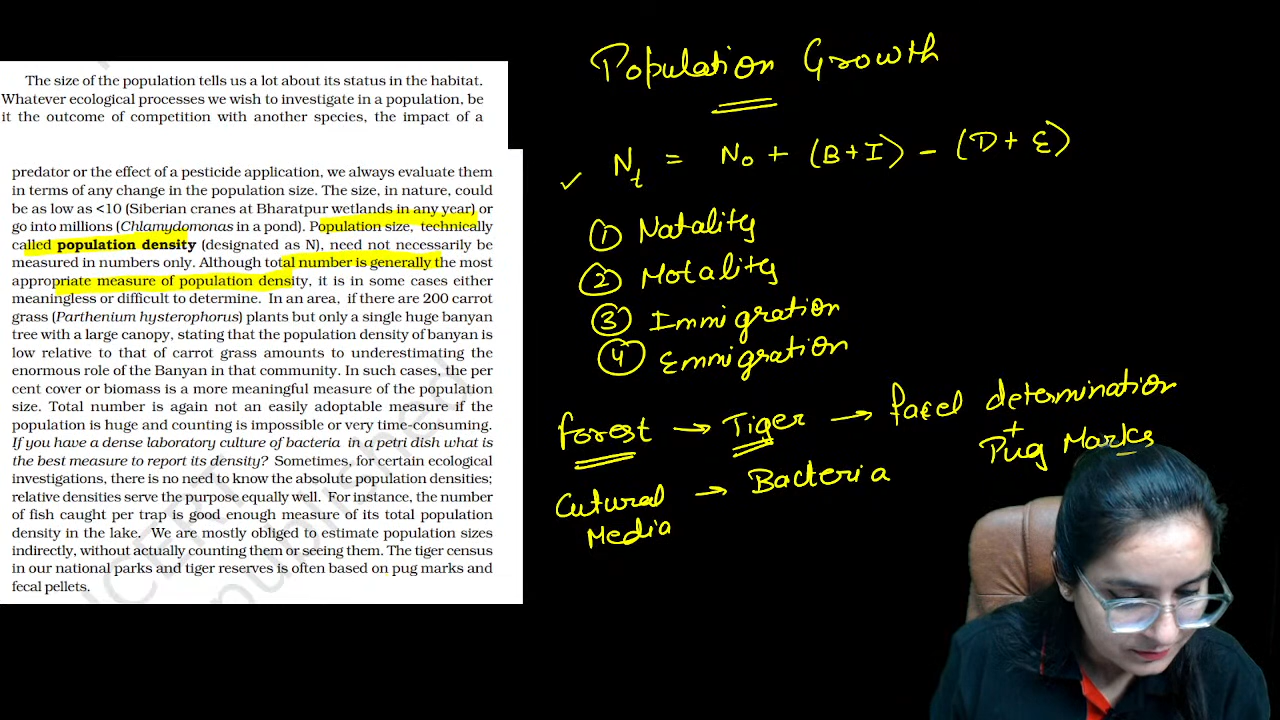 The size of the population tells us a lot about its status in the habitat.
Whatever ecological processes we wish to investigate in a population, be
it the outcome of competition with another species, the impact of a
predator or the effect of a pesticide application, we always evaluate them
in terms of any change in the population size. The size, in nature, could
be as low as <10 (Siberian cranes at Bharatpur wetlands in any year) or
go into millions (Chlamydomonas in a pond). Population size, technically
called population density (designated as N), need not necessarily be
measured in numbers only. Although total number is generally the most
appropriate measure of population density, it is in some cases either
meaningless or difficult to determine. In an area, if there are 200 carrot
grass (Parthenium hysterophorus) plants but only a single huge banyan
tree with a large canopy, stating that the population density of banyan is
low relative to that of carrot grass amounts to underestimating the
enormous role of the Banyan in that community. In such cases, the per
cent cover or biomass is a more meaningful measure of the population
size. Total number is again not an easily adoptable measure if the
population is huge and counting is impossible or very time-consuming.
If you have a dense laboratory culture of bacteria in a petri dish what is
the best measure to report its density? Sometimes, for certain ecological
investigations, there is no need to know the absolute population densities;
relative densities serve the purpose equally well. For instance, the number
of fish caught per trap is good enough measure of its total population
density in the lake. We are mostly obliged to estimate population sizes
indirectly, without actually counting them or seeing them. The tiger census
in our national parks and tiger reserves is often based on pug marks and
fecal pellets.
Population Growth
✓ Nt = No + (B+I) - (D+E)
① Natality
② Motality
③ Immigration
④ Emmigration
forest → Tiger → facel determination
+
Pug Marks
Cutural → Bacteria
Media
published